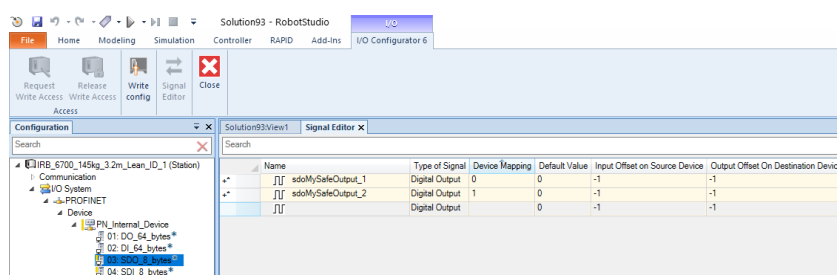 Solution93 - RobotStudio I/O
File Home Modeling Simulation Controller RAPID Add-Ins I/O Configurator 6
Request Write Access
Release Write Access
Write config
Signal Editor
Close
Access
Configuration
Solution93:View1 Signal Editor
Search
Search
IRB_6700_145kg_3.2m_Lean_ID_1 (Station)
Communication
I/O System
PROFINET
Device
PN_Internal_Device
01: DO_64_bytes*
02: DI_64_bytes*
03: SDO_8_bytes*
04: SDI_8_bytes*
Name Type of Signal Device Mapping Default Value Input Offset on Source Device Output Offset On Destination Devic
sdoMySafeOutput_1 Digital Output 0 0 -1 -1
sdoMySafeOutput_2 Digital Output 1 0 -1 -1
Digital Output 0 -1 -1